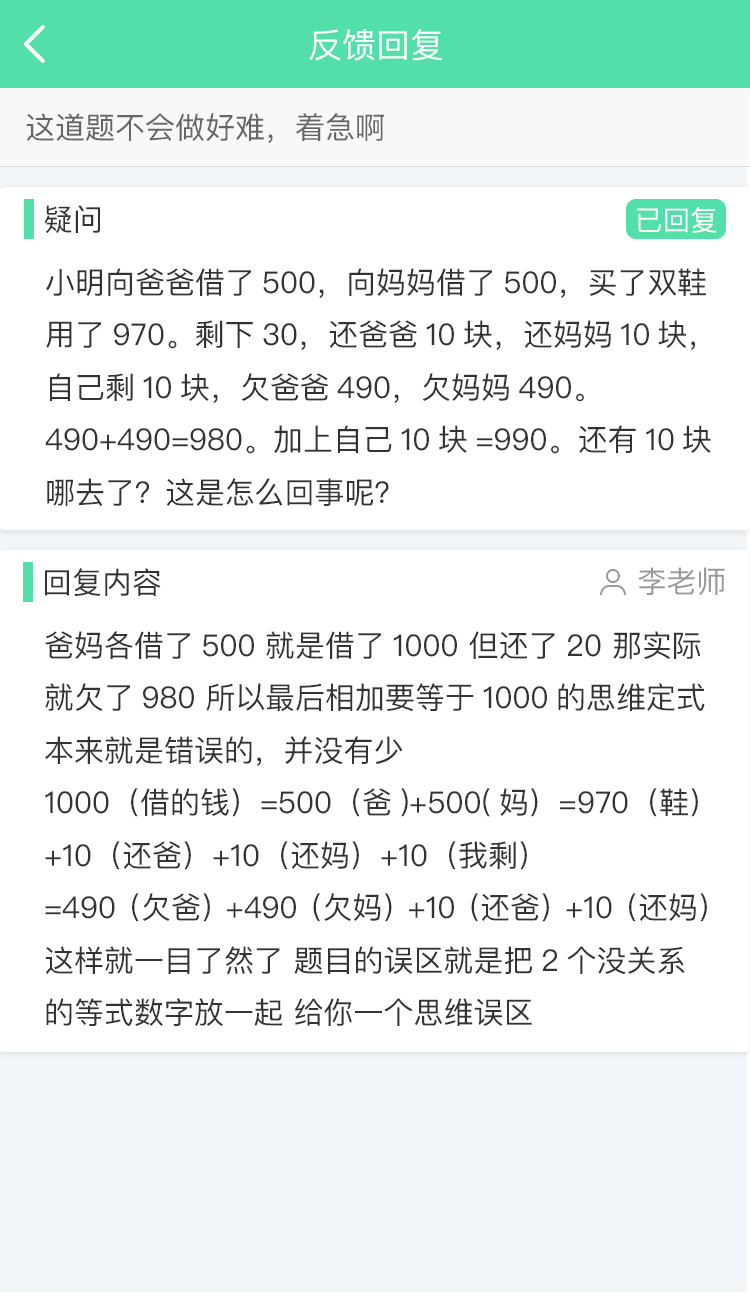 反馈回复
这道题不会做好难，着急啊
疑问
已回复
小明向爸爸借了 500，向妈妈借了 500，买了双鞋
用了 970。剩下 30，还爸爸 10 块，还妈妈 10 块，
自己剩 10 块，欠爸爸 490，欠妈妈 490。
490+490=980。加上自己 10 块 =990。还有 10 块
哪去了？这是怎么回事呢?
回复内容
李老师
爸妈各借了 500 就是借了 1000 但还了 20 那实际
就欠了 980 所以最后相加要等于 1000 的思维定式
本来就是错误的，并没有少
1000（借的钱）=500（爸 )+500( 妈）=970（鞋）
+10（还爸）+10（还妈）+10（我剩）
=490（欠爸）+490（欠妈）+10（还爸）+10（还妈）
这样就一目了然了 题目的误区就是把 2 个没关系
的等式数字放一起 给你一个思维误区